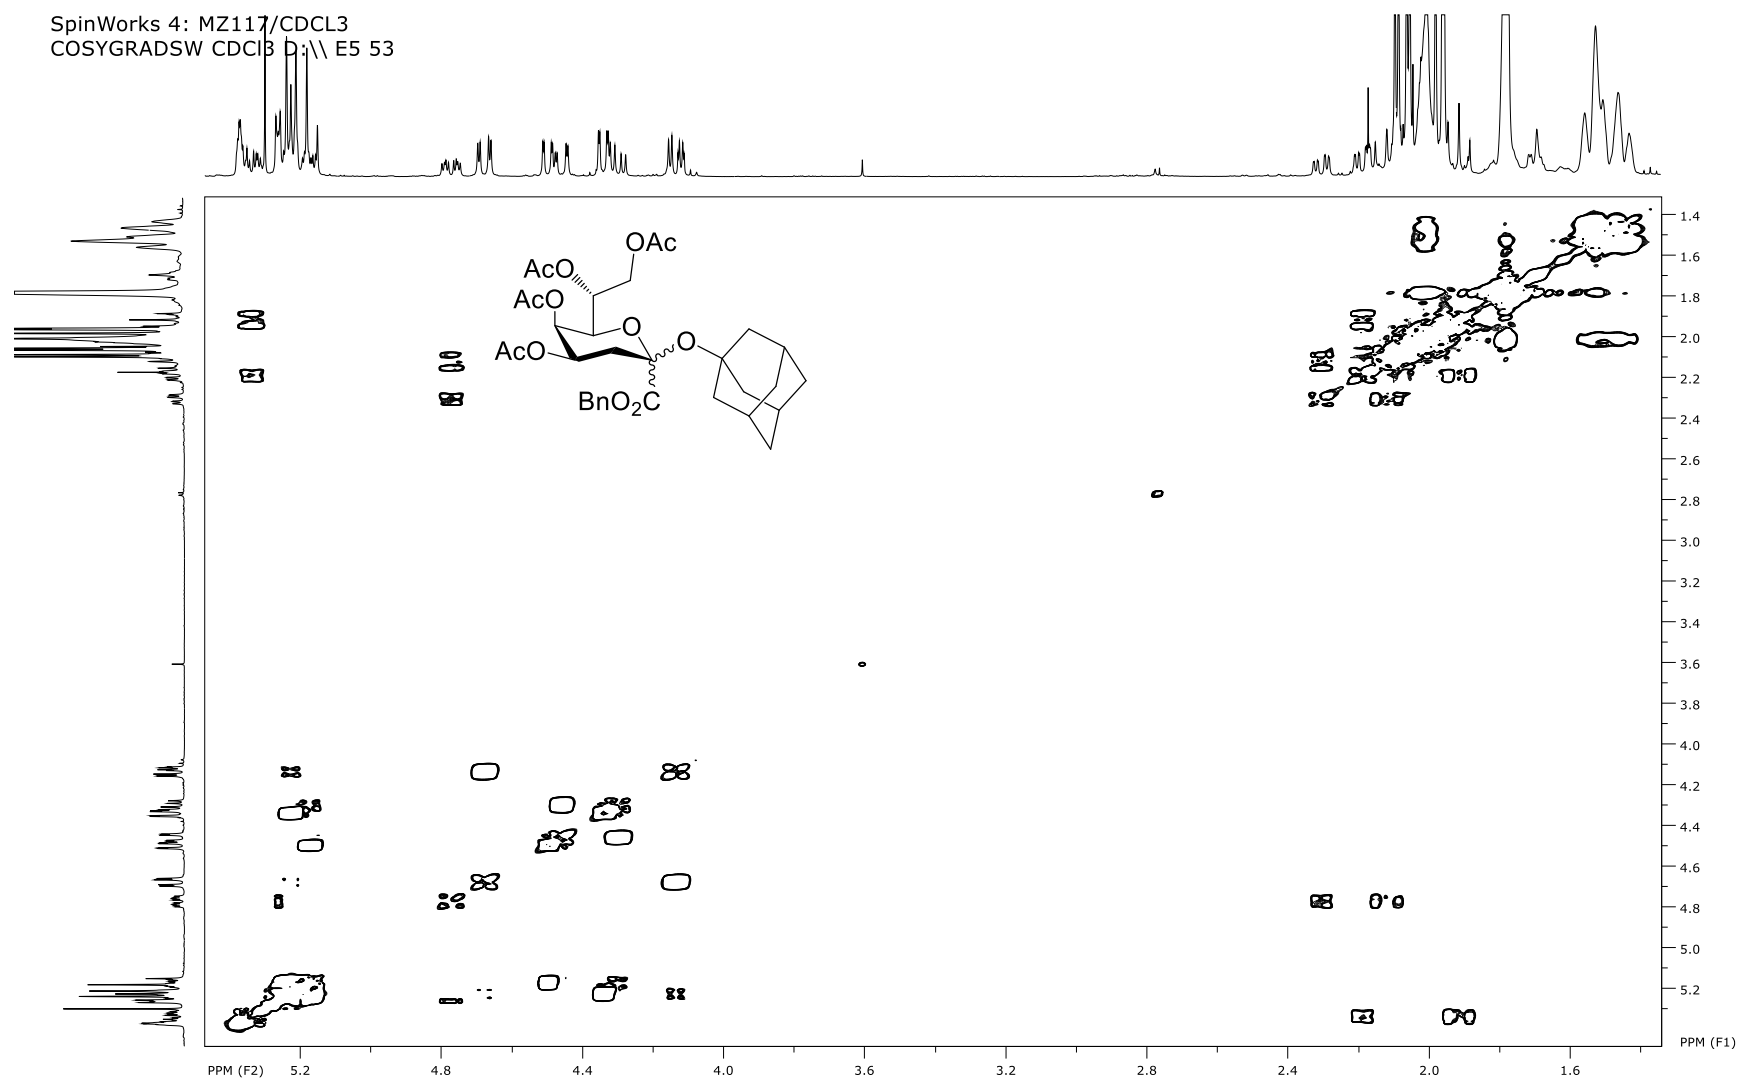 SpinWorks 4: MZ117/CDCL3
COSYGRADSW CDCl3 D:\\ E5 53
OAc
AcO
AcO
O
O
AcO
BnO2C
1.4
1.6
1.8
2.0
2.2
2.4
2.6
2.8
3.0
3.2
3.4
3.6
3.8
4.0
4.2
4.4
4.6
4.8
5.0
5.2
PPM (F1)
PPM (F2) 5.2 4.8 4.4 4.0 3.6 3.2 2.8 2.4 2.0 1.6